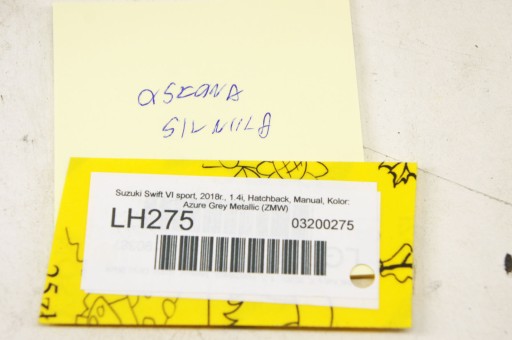 OSŁONA
SILNIKA
Suzuki Swift VI sport, 2018r., 1.4i, Hatchback, Manual, Kolor:
Azure Grey Metallic (ZMW)
LH275
03200275